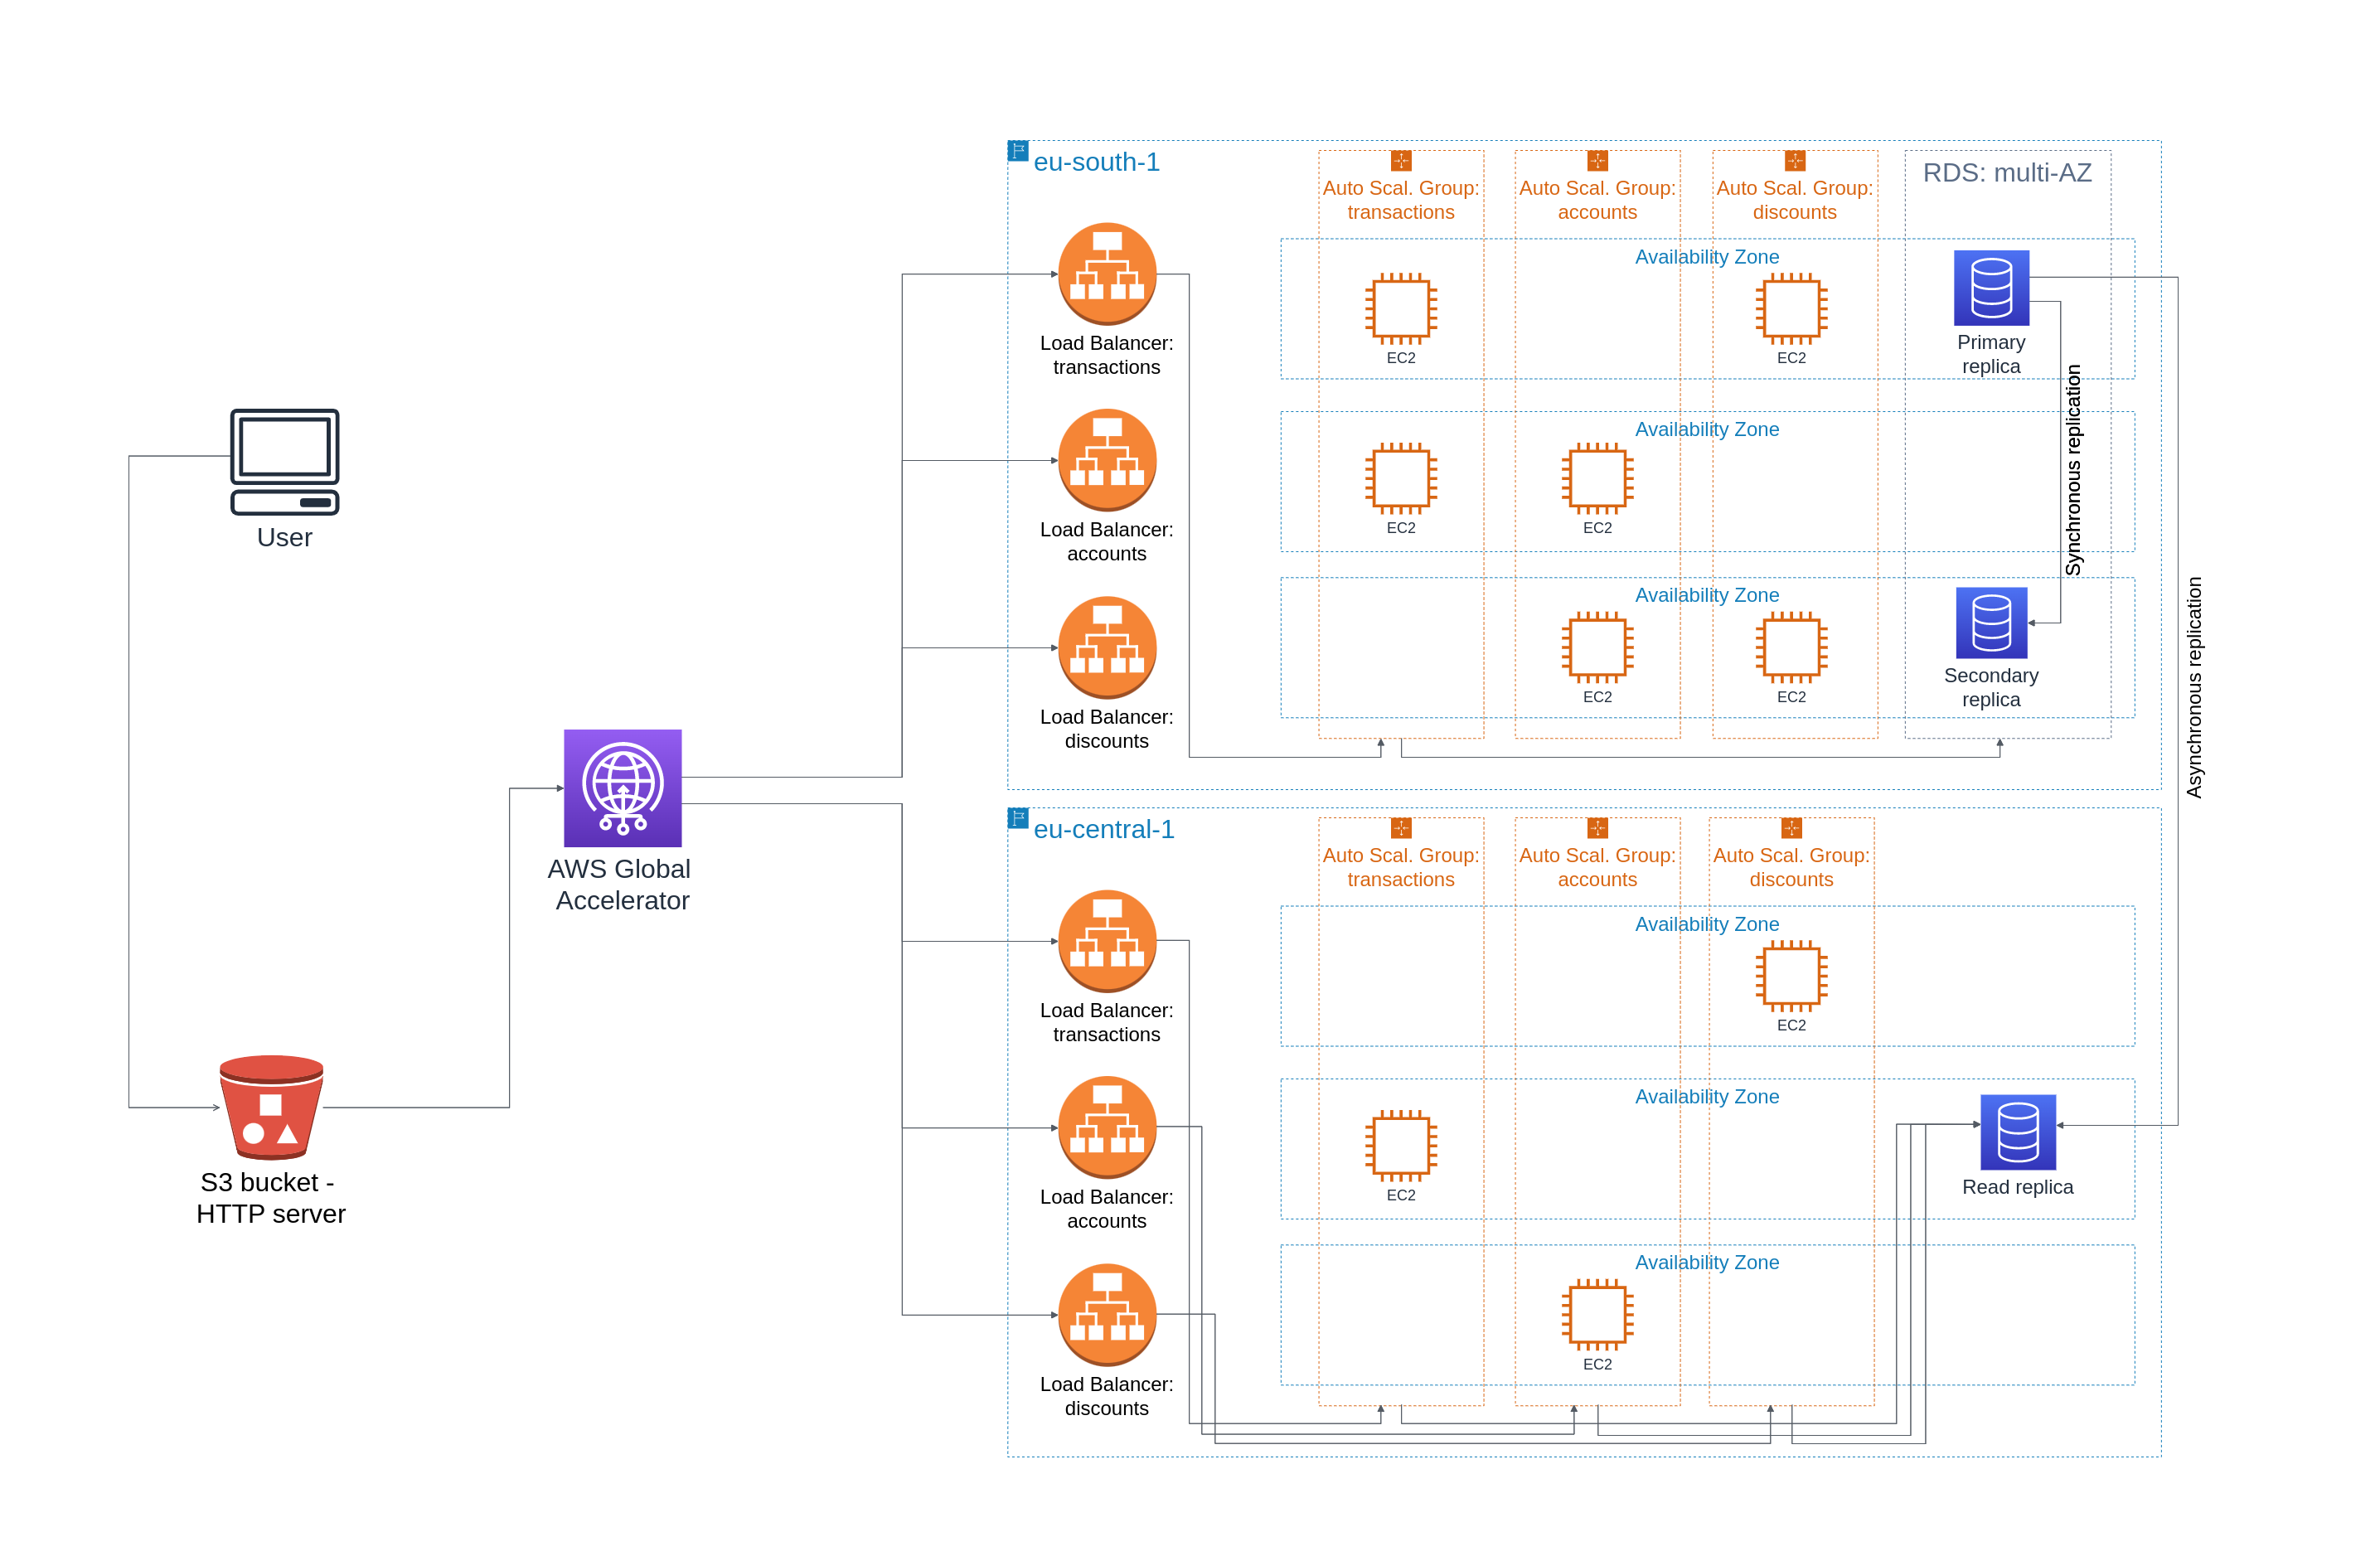 eu-south-1
Auto Scal. Group:
transactions
Auto Scal. Group:
accounts
Auto Scal. Group:
discounts
RDS: multi-AZ
Load Balancer:
transactions
Load Balancer:
accounts
Load Balancer:
discounts
Availability Zone
EC2
EC2
Primary
replica
Availability Zone
EC2
EC2
Synchronous replication
Availability Zone
EC2
EC2
Secondary
replica
Asynchronous replication
User
AWS Global
Accelerator
S3 bucket -
HTTP server
eu-central-1
Auto Scal. Group:
transactions
Auto Scal. Group:
accounts
Auto Scal. Group:
discounts
Load Balancer:
transactions
Load Balancer:
accounts
Load Balancer:
discounts
Availability Zone
EC2
Availability Zone
EC2
Read replica
Availability Zone
EC2